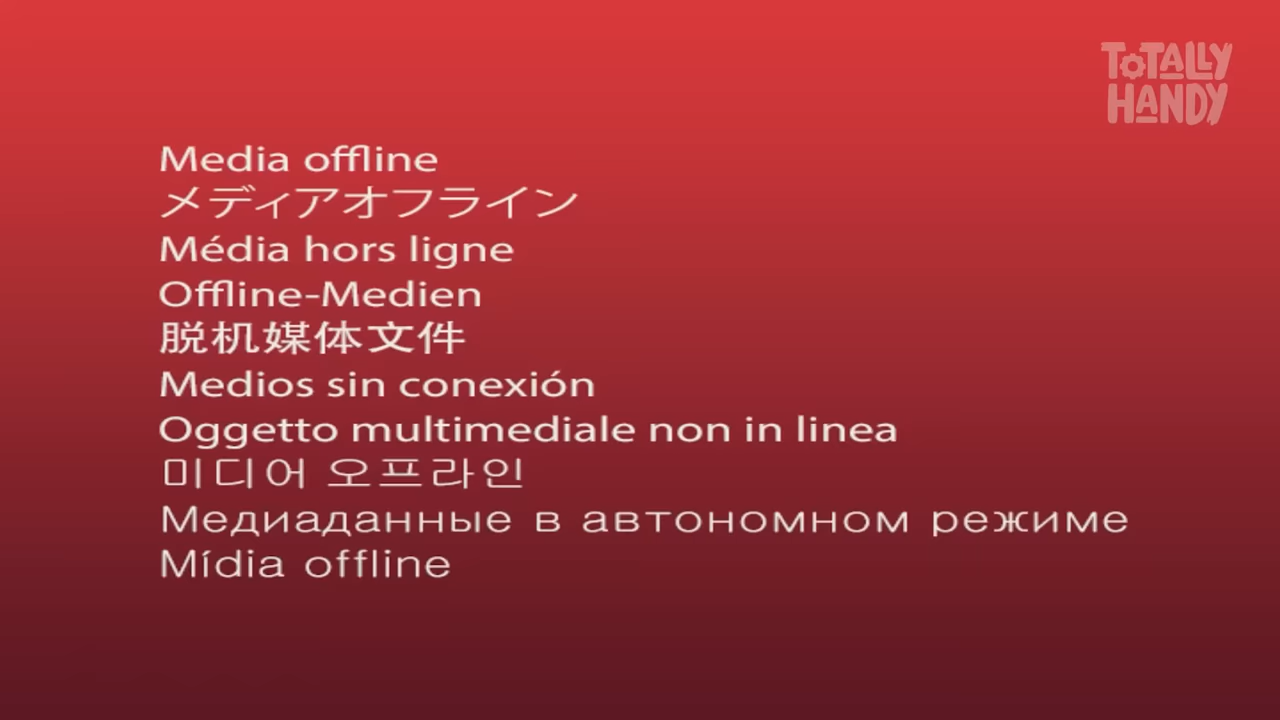 TOTALLY
HANDY
Media offline
メディアオフライン
Média hors ligne
Offline-Medien
脱机媒体文件
Medios sin conexión
Oggetto multimediale non in linea
미디어 오프라인
Медиаданные в автономном режиме
Mídia offline